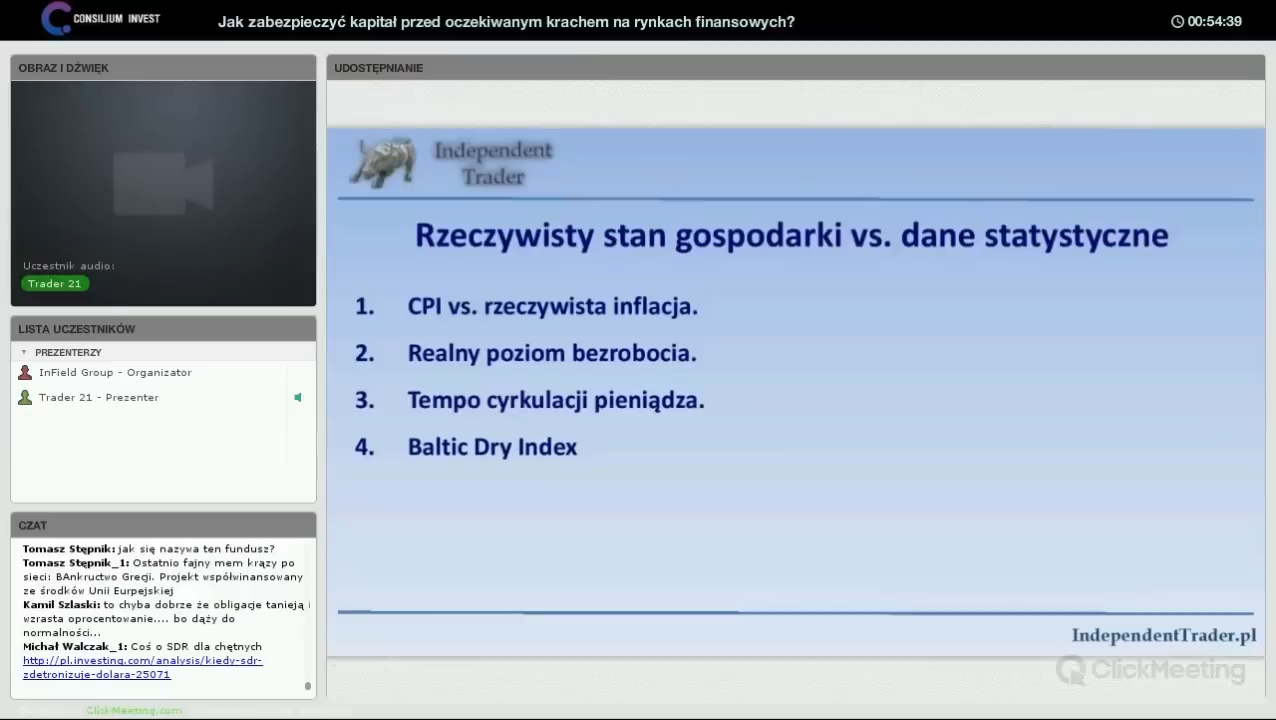 CONSILIUM INVEST
Jak zabezpieczyć kapitał przed oczekiwanym krachem na rynkach finansowych?
00:54:39
OBRAZ I DŹWIĘK
Uczestnik audio:
Trader 21
LISTA UCZESTNIKÓW
PREZENTERZY
InField Group - Organizator
Trader 21 - Prezenter
CZAT
Tomasz Stępnik: jak się nazywa ten fundusz?
Tomasz Stępnik_1: Ostatnio fajny mem krąży po
sieci: BAnkructwo Grecji. Projekt współwinansowany
ze środków Unii Eurpejskiej
Kamil Szlaski: to chyba dobrze że obligacje tanieją i
wzrasta oprocentowanie.... bo dąży do
normalności...
Michał Walczak_1: Coś o SDR dla chętnych
http://pl.investing.com/analysis/kiedy-sdr-
zdetronizuje-dolara-25071
ClickMeeting.com
UDOSTĘPNIANIE
Independent
Trader
Rzeczywisty stan gospodarki vs. dane statystyczne
1. CPI vs. rzeczywista inflacja.
2. Realny poziom bezrobocia.
3. Tempo cyrkulacji pieniądza.
4. Baltic Dry Index
IndependentTrader.pl
ClickMeeting